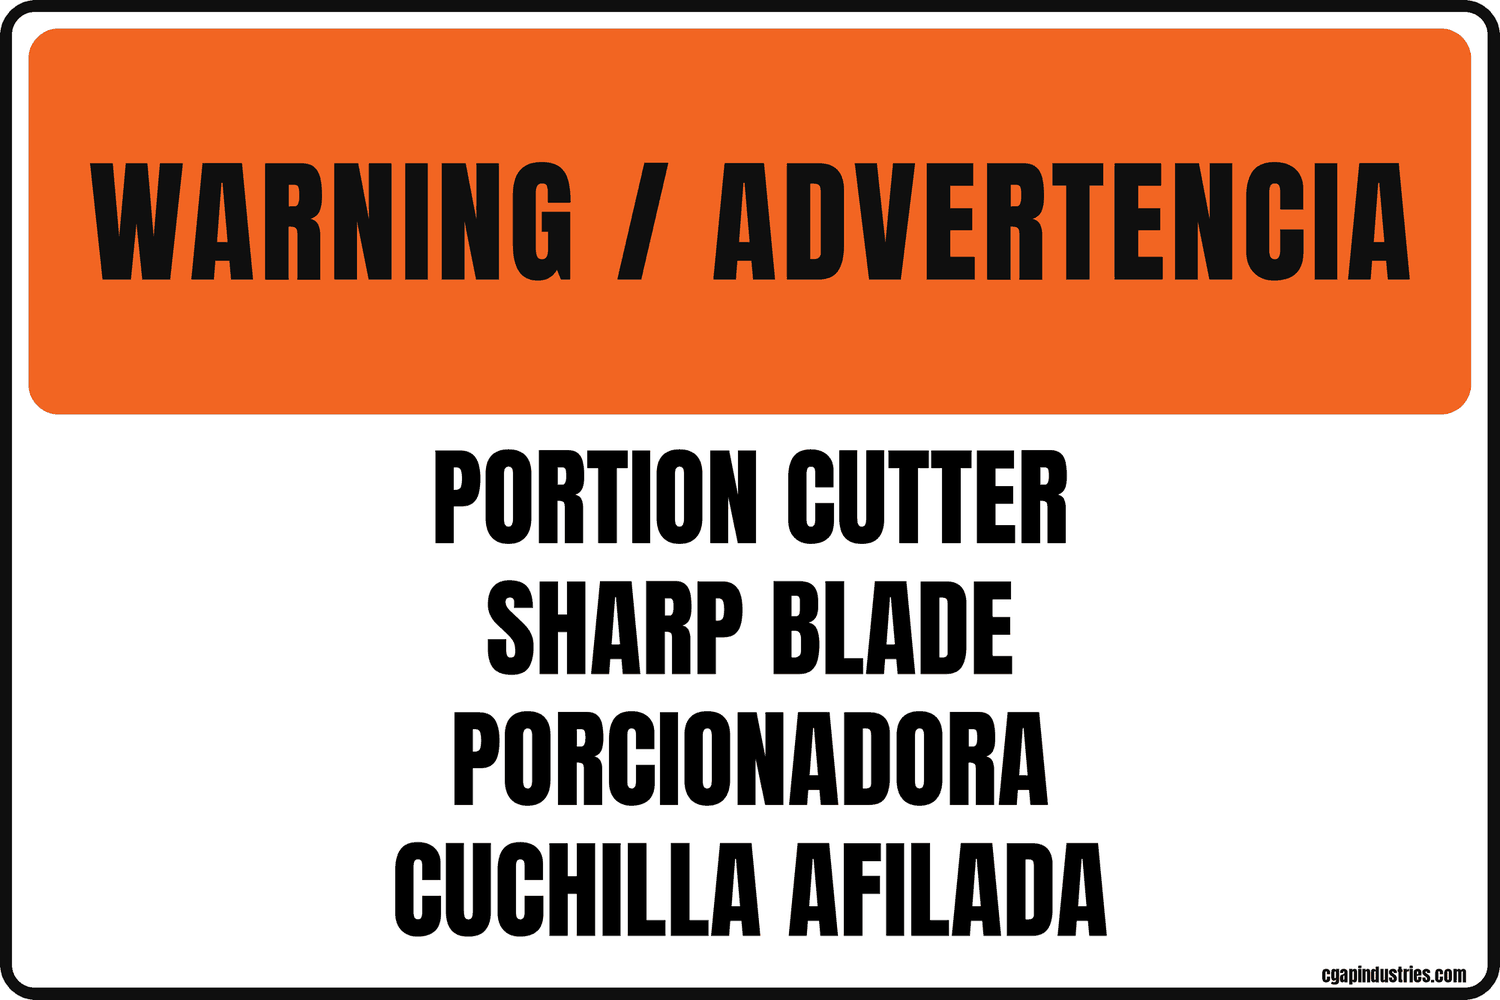 WARNING / ADVERTENCIA
PORTION CUTTER
SHARP BLADE
PORCIONADORA
CUCHILLA AFILADA
cgapindustries.com